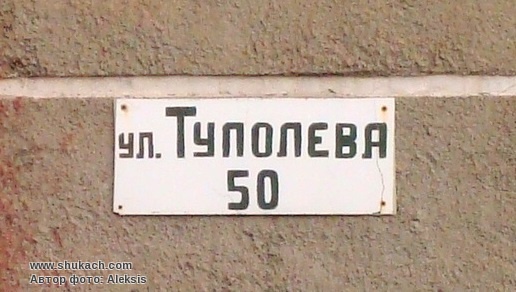 ул. Туполева
50
www.shukach.com
Автор фото: Aleksis